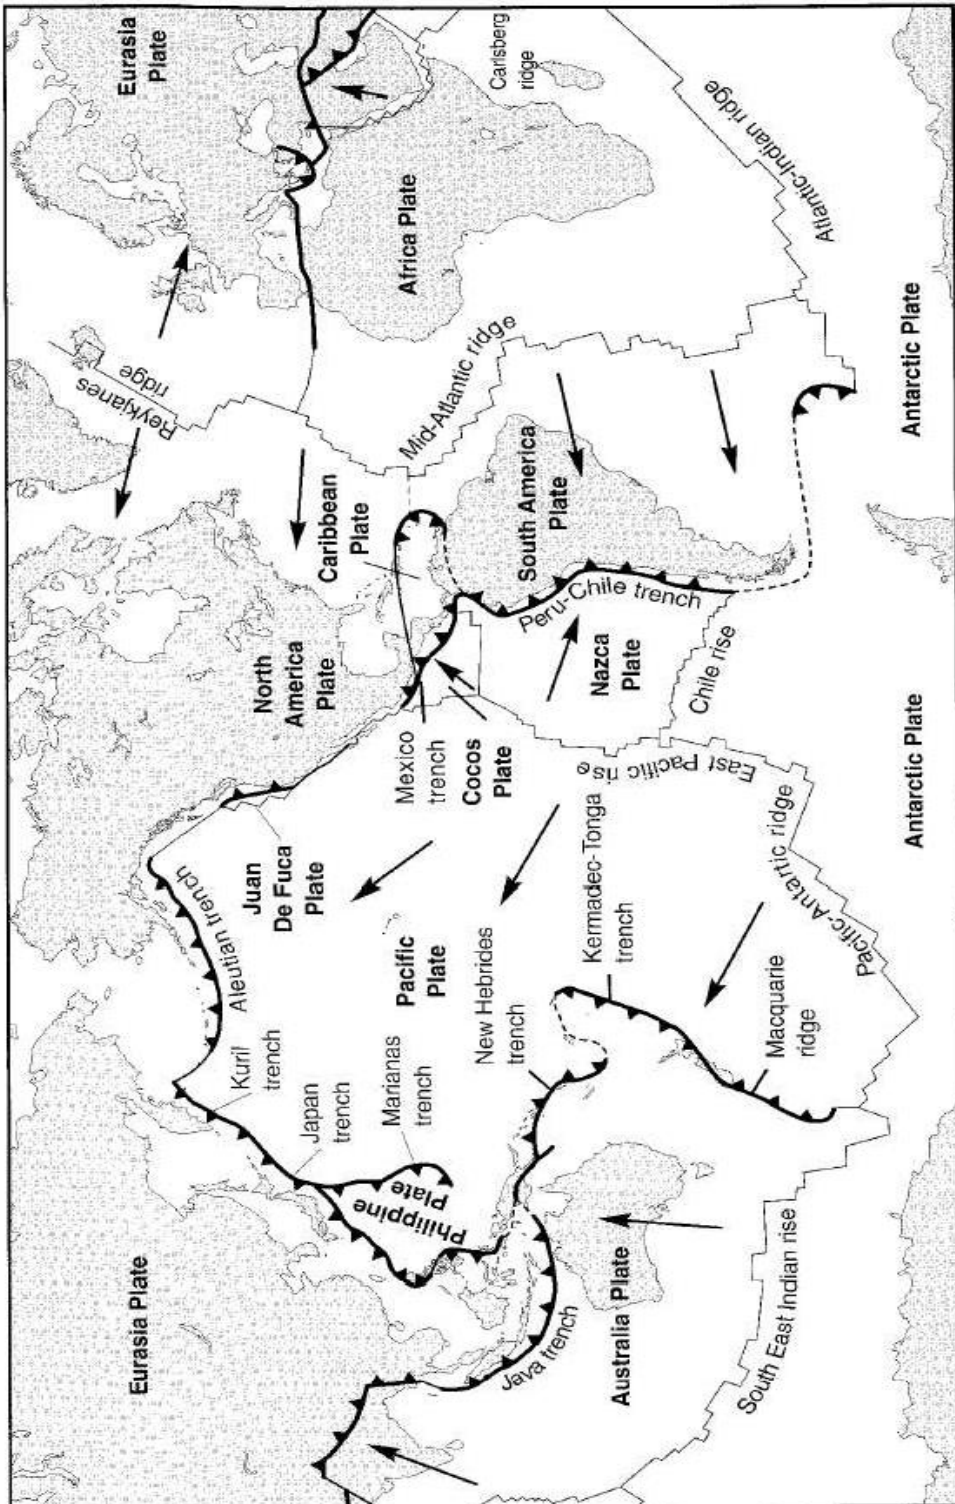 Eurasia Plate
Eurasia
Plate
Reykjanes
ridge
North
America
Plate
Aleutian trench
Kuril
trench
Juan
De Fuca
Plate
Japan
trench
Caribbean
Plate
Marianas
trench
Philippine
Plate
Pacific
Plate
Mexico
trench
Cocos
Plate
Mid-Atlantic ridge
Africa Plate
Carlsberg
ridge
New Hebrides
trench
Java trench
Peru-Chile trench
South America
Plate
Australia Plate
Kermadec-Tonga
trench
East Pacific rise
Nazca
Plate
Chile rise
South East Indian rise
Macquarie
ridge
Pacific-Antartic ridge
Atlantic-Indian ridge
Atlantic
Antarctic Plate
Antarctic Plate